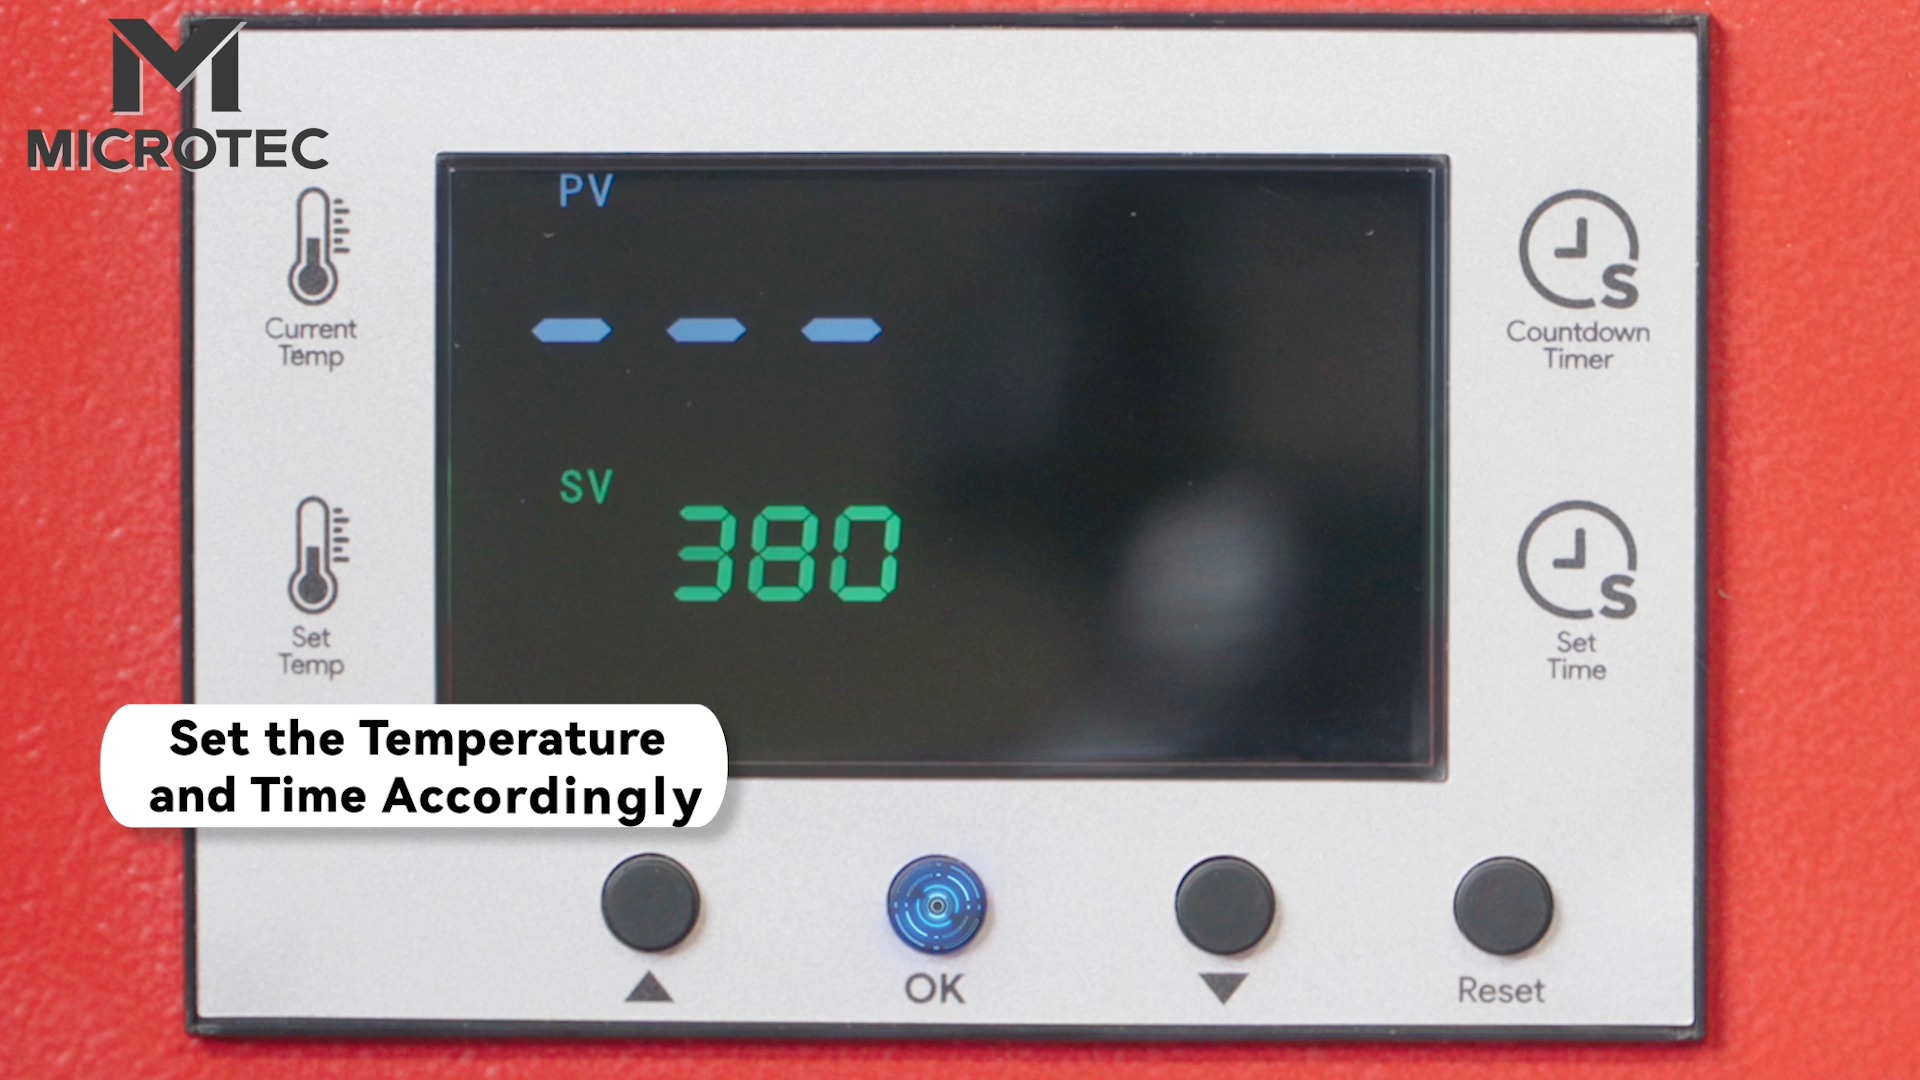 M
MICROTEC
PV
- - -
Current
Temp
S
Countdown
Timer
SV
380
Set
Temp
S
Set
Time
Set the Temperature
and Time Accordingly
OK
Reset